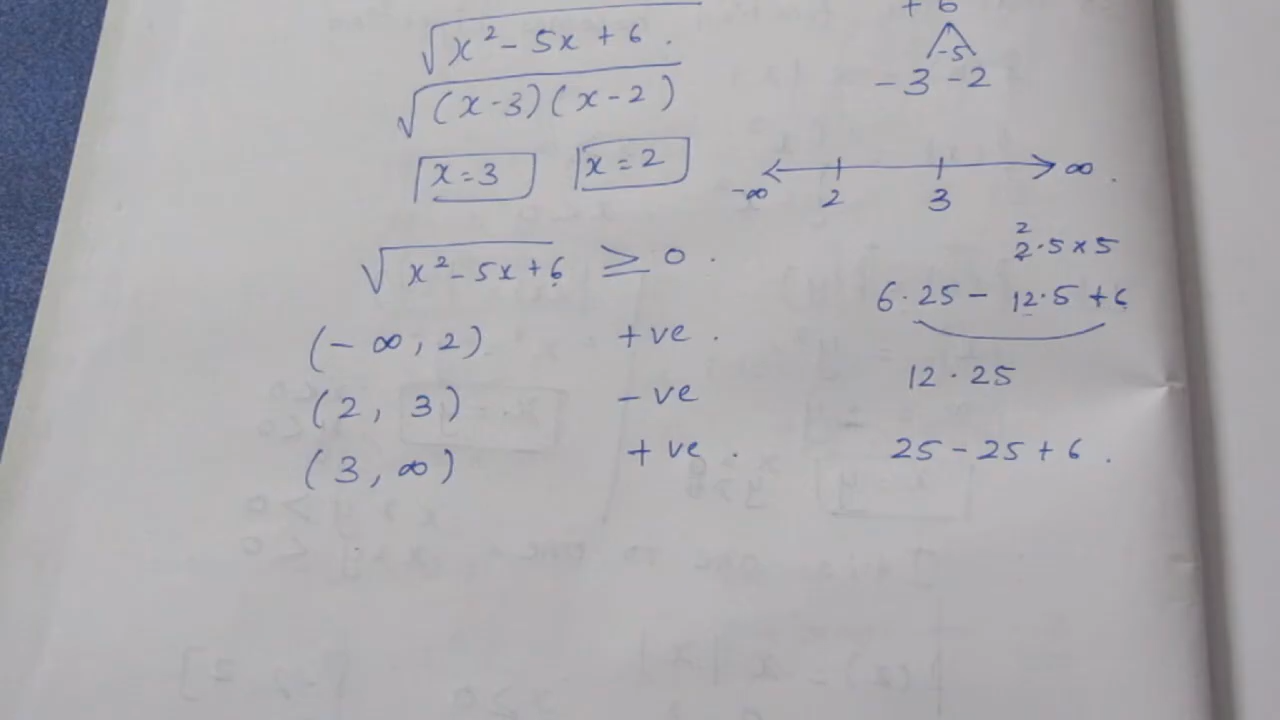 √x² - 5x + 6 .
√(x-3)(x-2)
x=3 x=2
√x² - 5x + 6 ≥ 0 .
(-∞, 2) +ve .
(2, 3) -ve
(3, ∞) +ve .
+ 6
-5
-3 -2
-∞ 2 3 ∞ .
2
2.5 x 5
6.25 - 12.5 + 6
12.25
25 - 25 + 6 .